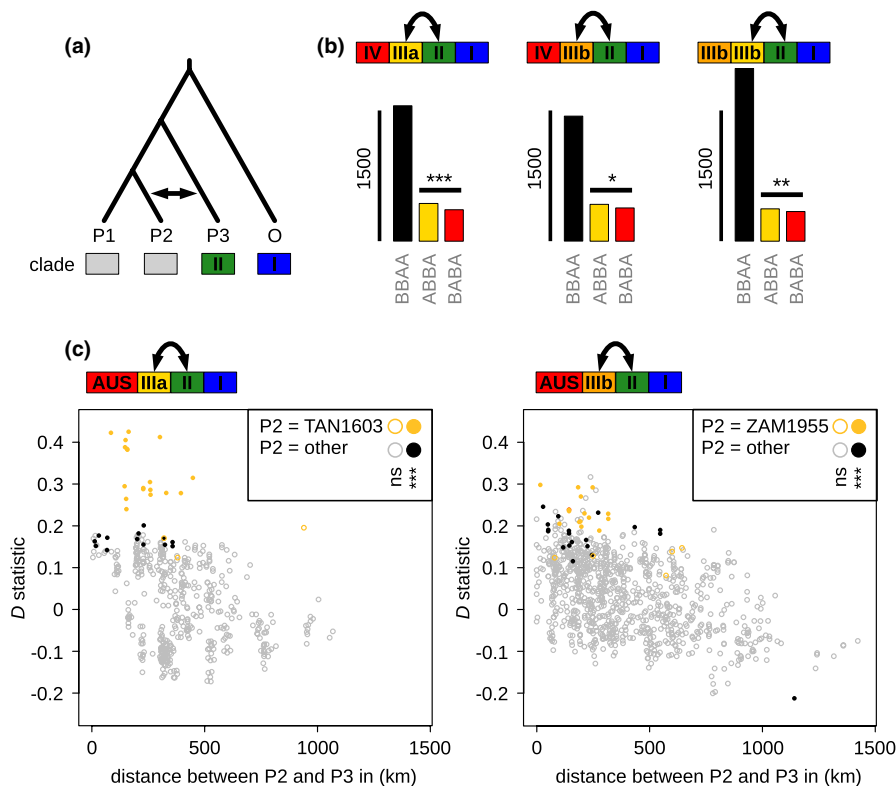 (a)
P1 P2 P3 O
clade II I
(b)
IV IIIa II I
1500
***
BBAA ABBA BABA
IV IIIb II I
1500
*
BBAA ABBA BABA
IIIb IIIb II I
1500
**
BBAA ABBA BABA
(c)
AUS IIIa II I
P2 = TAN1603
P2 = other
ns ***
D statistic
0.4
0.3
0.2
0.1
0
-0.1
-0.2
0 500 1000 1500
distance between P2 and P3 in (km)
AUS IIIb II I
P2 = ZAM1955
P2 = other
ns ***
D statistic
0.4
0.3
0.2
0.1
0
-0.1
-0.2
0 500 1000 1500
distance between P2 and P3 in (km)